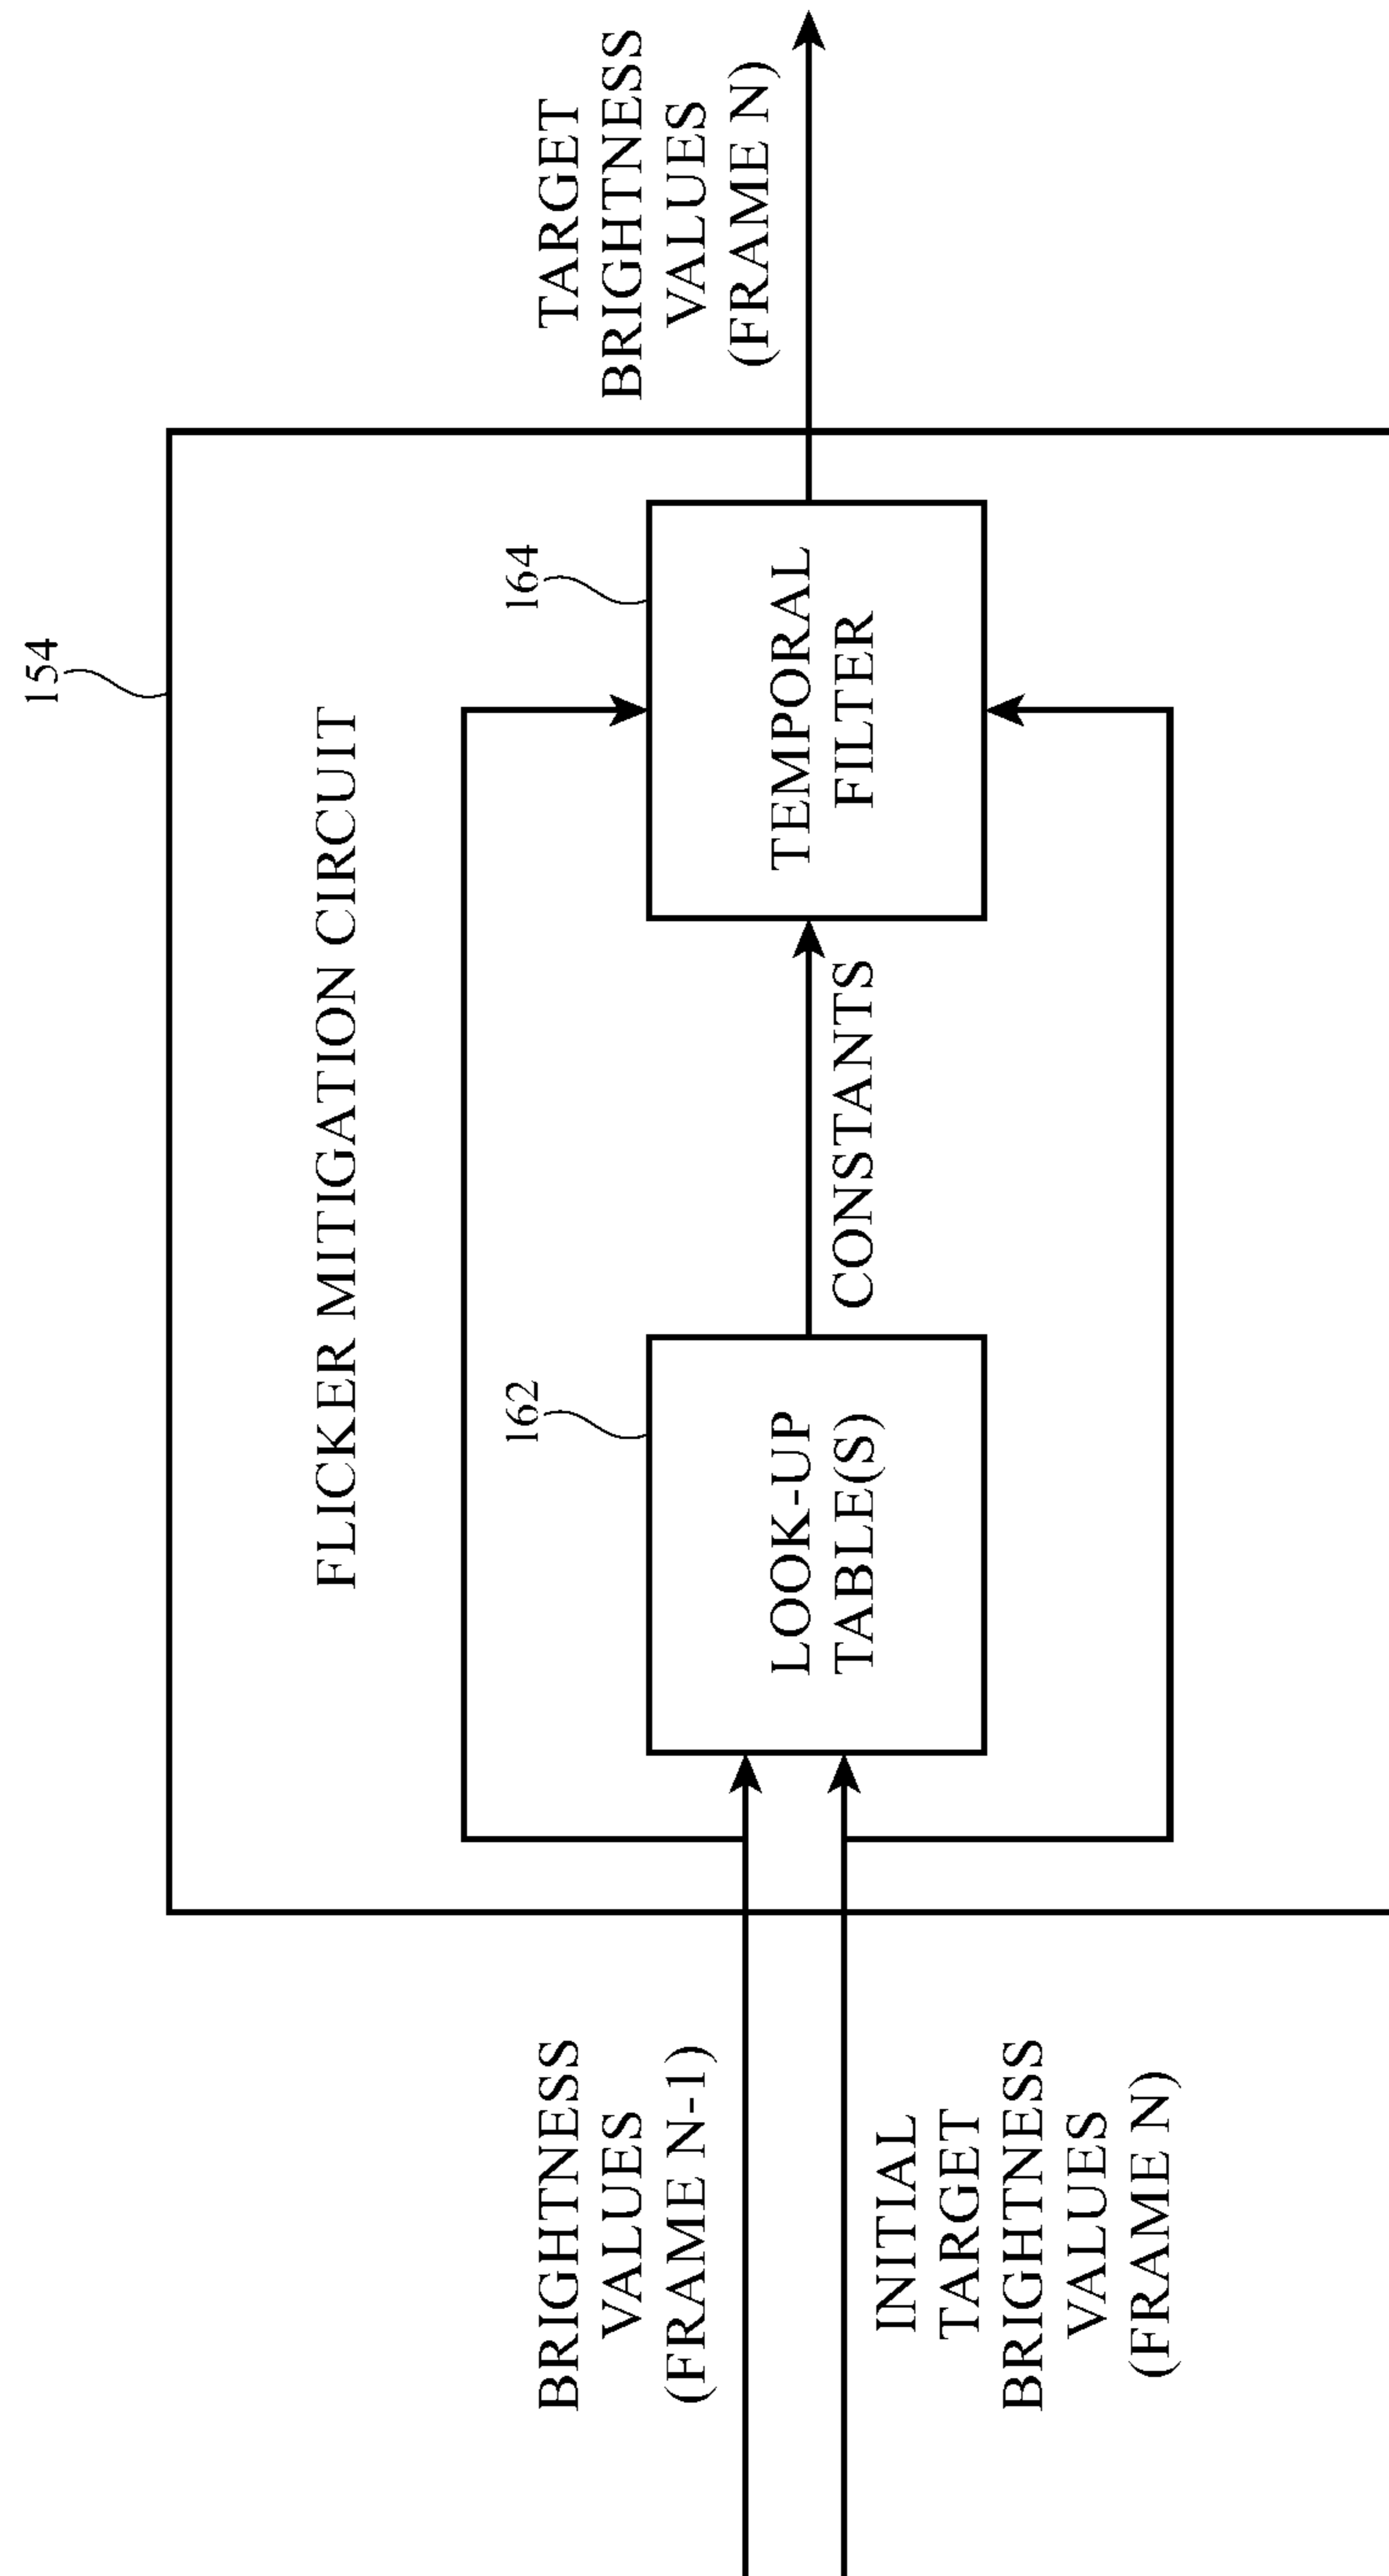 154
FLICKER MITIGATION CIRCUIT
BRIGHTNESS
VALUES
(FRAME N-1)
INITIAL
TARGET
BRIGHTNESS
VALUES
(FRAME N)
162
LOOK-UP
TABLE(S)
CONSTANTS
164
TEMPORAL
FILTER
TARGET
BRIGHTNESS
VALUES
(FRAME N)